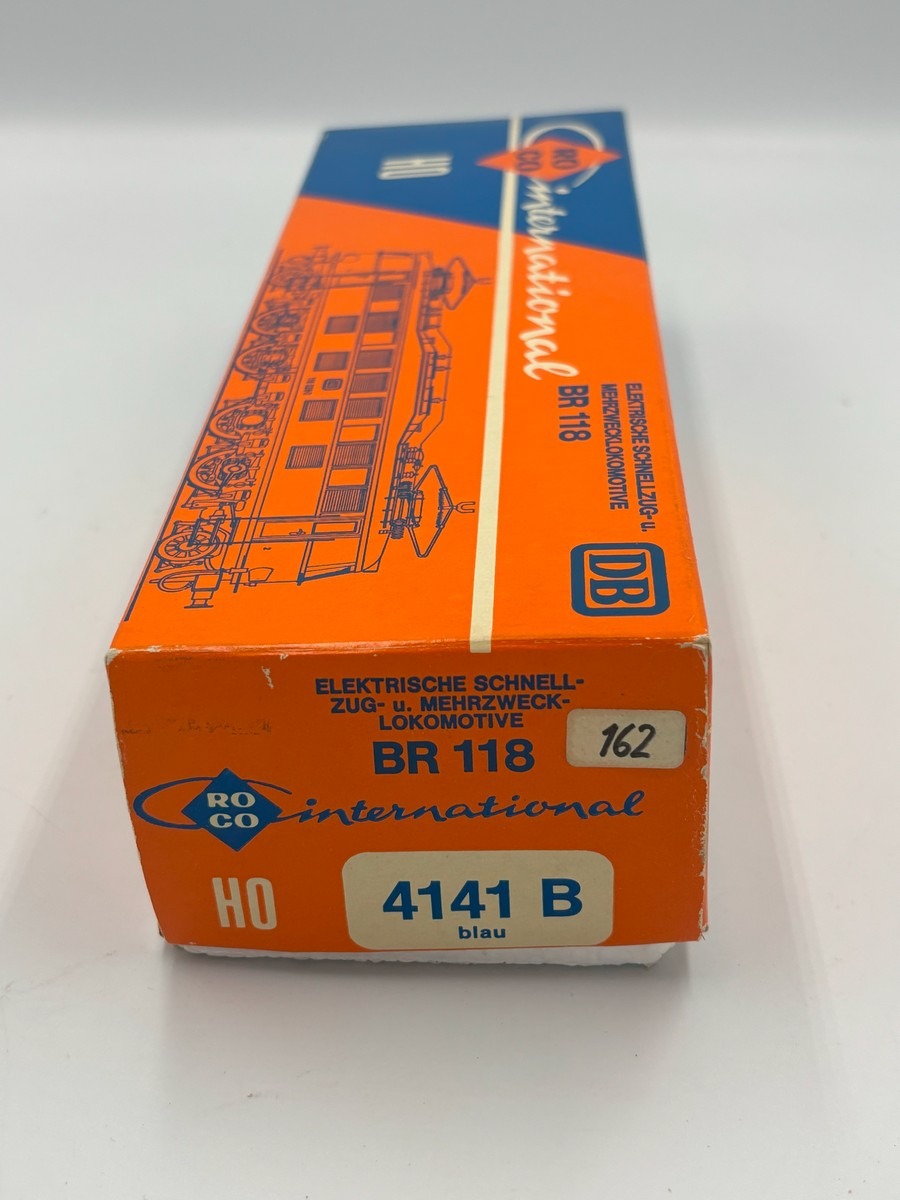 HO
RO
CO
international
BR 118
ELEKTRISCHE SCHNELLZUG- u.
MEHRZWECKLOKOMOTIVE
DB
ELEKTRISCHE SCHNELL-
ZUG- u. MEHRZWECK-
LOKOMOTIVE
BR 118
162
RO
CO
international
HO
4141 B
blau